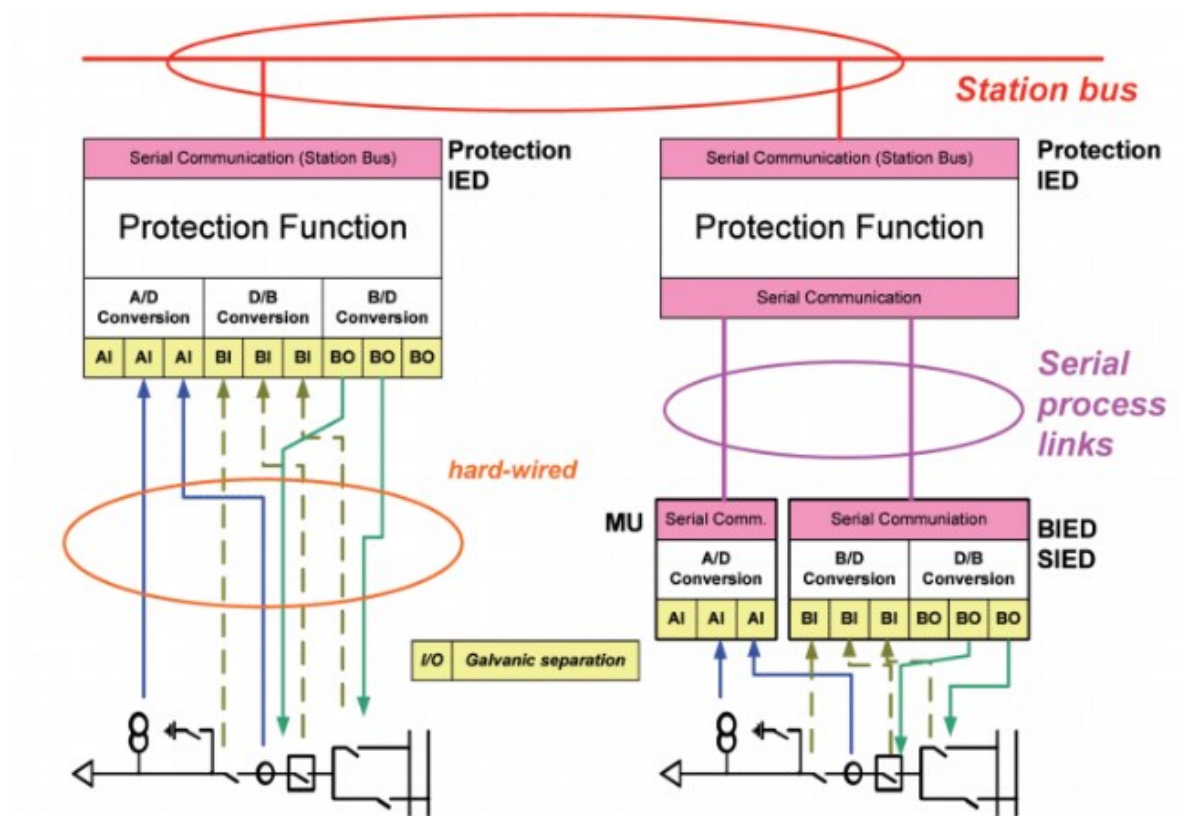 Station bus
Serial Communication (Station Bus)
Protection
IED
Protection Function
A/D
Conversion
D/B
Conversion
B/D
Conversion
AI AI AI BI BI BI BO BO BO
hard-wired
Serial Communication (Station Bus)
Protection
IED
Protection Function
Serial Communication
Serial
process
links
MU
Serial Comm.
A/D
Conversion
AI AI AI
Serial Communiation
BIED
SIED
B/D
Conversion
D/B
Conversion
BI BI BI BO BO BO
I/O Galvanic separation